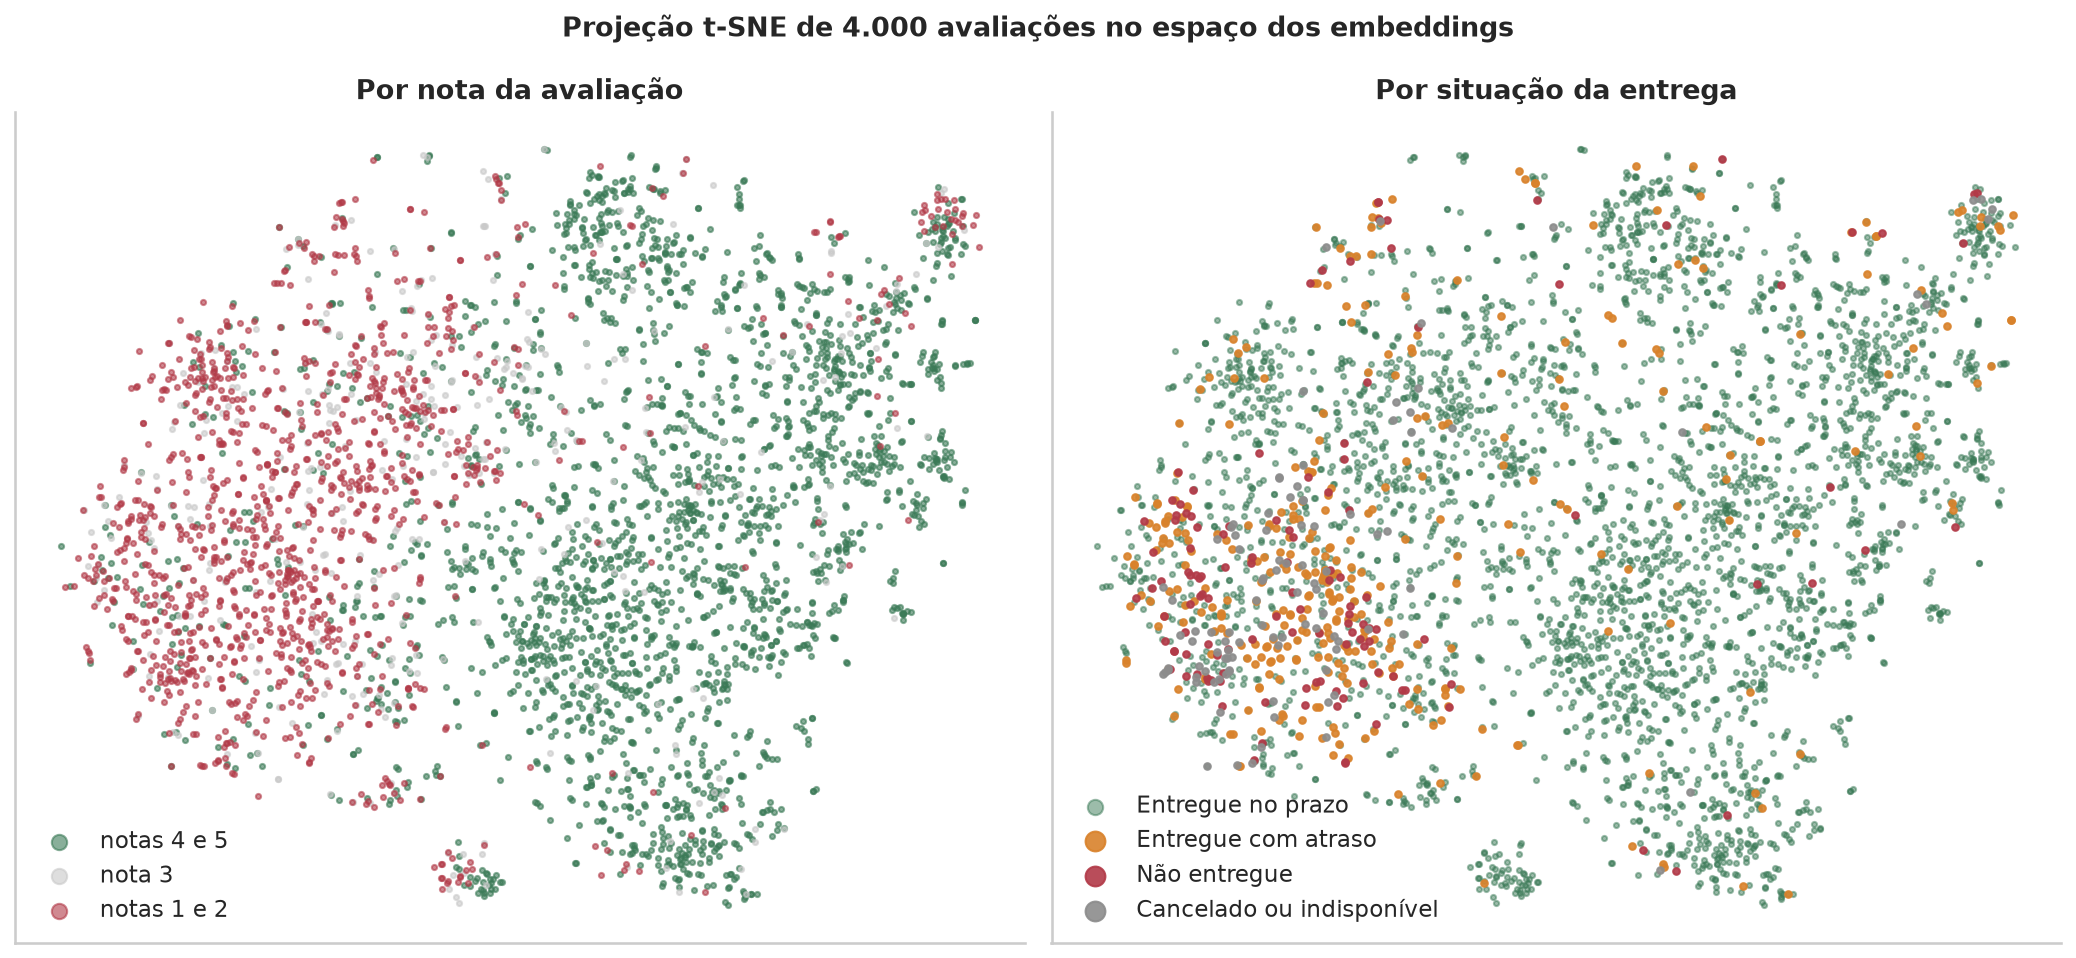 Projeção t-SNE de 4.000 avaliações no espaço dos embeddings
Por nota da avaliação
notas 4 e 5
nota 3
notas 1 e 2
Por situação da entrega
Entregue no prazo
Entregue com atraso
Não entregue
Cancelado ou indisponível